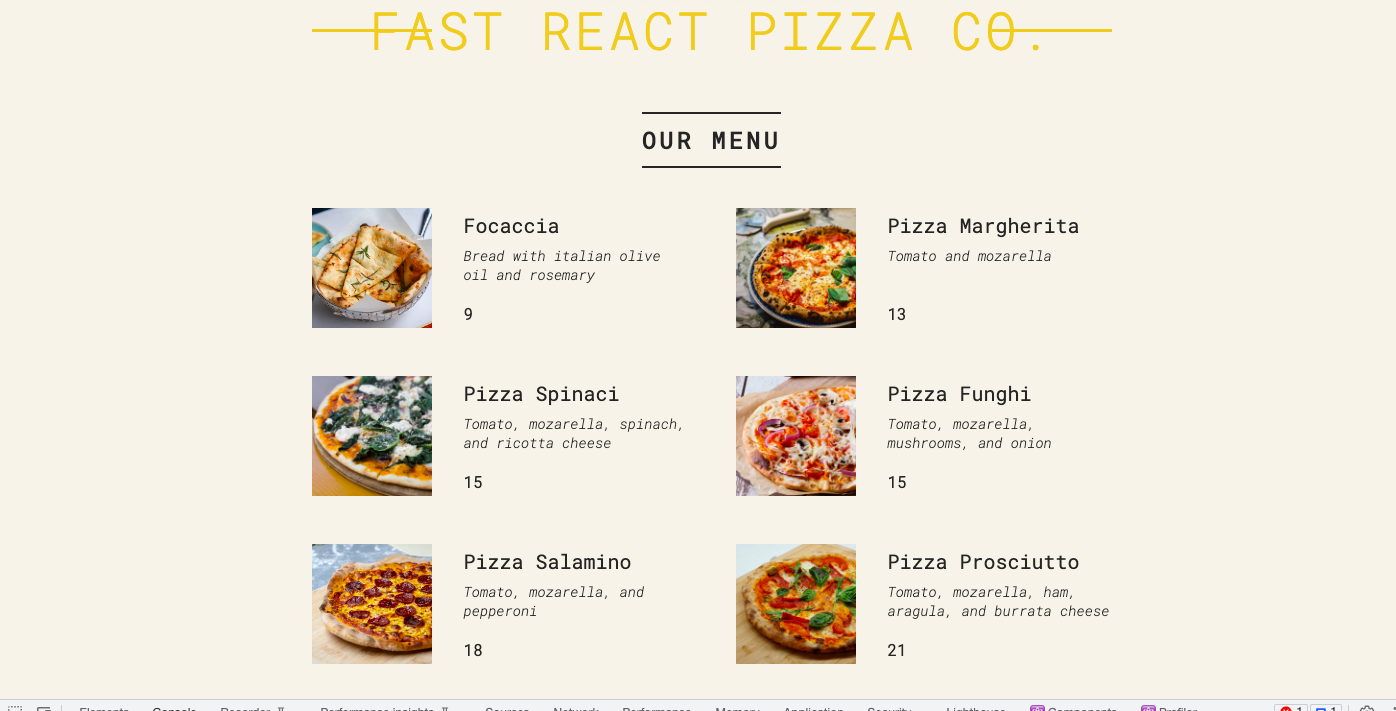 FAST REACT PIZZA CO.
OUR MENU
Focaccia
Bread with italian olive
oil and rosemary
9
Pizza Margherita
Tomato and mozarella
13
Pizza Spinaci
Tomato, mozarella, spinach,
and ricotta cheese
15
Pizza Funghi
Tomato, mozarella,
mushrooms, and onion
15
Pizza Salamino
Tomato, mozarella, and
pepperoni
18
Pizza Prosciutto
Tomato, mozarella, ham,
aragula, and burrata cheese
21
Elements Console Recorder Performance insights Sources Network Performance Memory Application Security Lighthouse Components Profiler 1 1